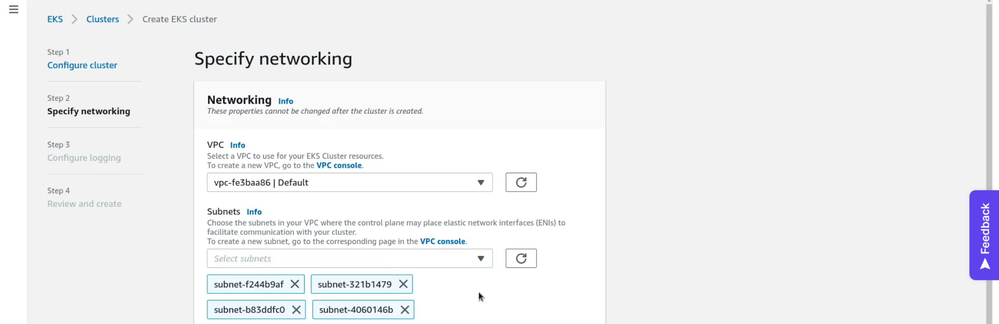 EKS Clusters Create EKS cluster
Step 1
Configure cluster
Step 2
Specify networking
Step 3
Configure logging
Step 4
Review and create
Specify networking
Networking Info
These properties cannot be changed after the cluster is created.
VPC Info
Select a VPC to use for your EKS Cluster resources.
To create a new VPC, go to the VPC console.
vpc-fe3baa86 | Default
Subnets Info
Choose the subnets in your VPC where the control plane may place elastic network interfaces (ENIs) to
facilitate communication with your cluster.
To create a new subnet, go to the corresponding page in the VPC console.
Select subnets
subnet-f244b9af subnet-321b1479
subnet-b83ddfc0 subnet-4060146b
Feedback